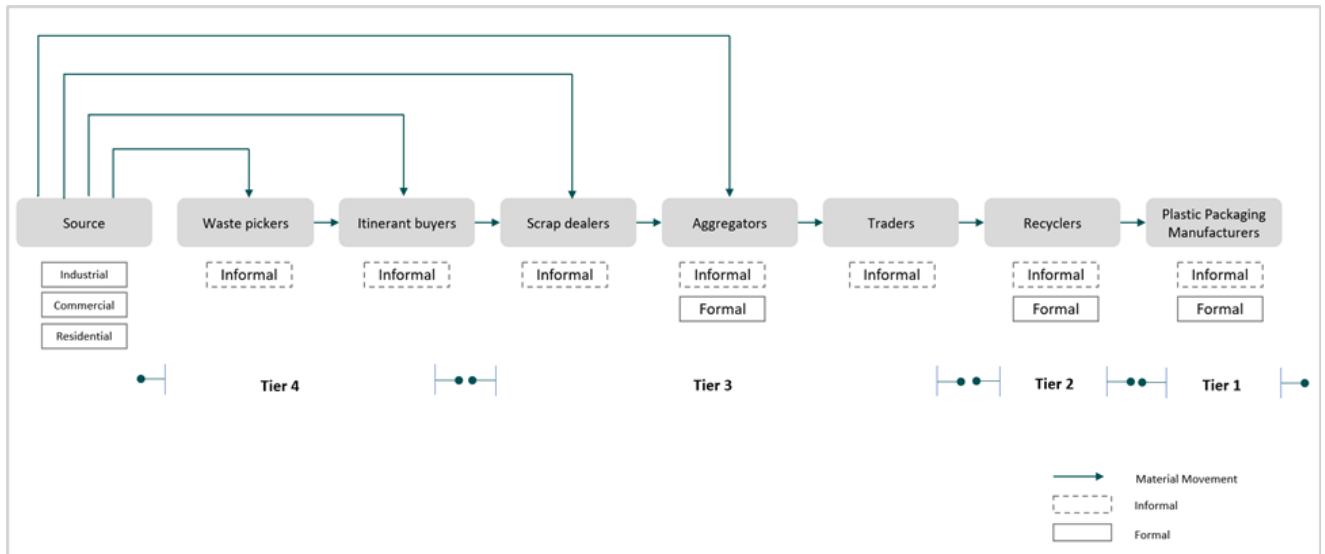 Source
Waste pickers
Itinerant buyers
Scrap dealers
Aggregators
Traders
Recyclers
Plastic Packaging
Manufacturers
Industrial
Commercial
Residential
Informal
Informal
Informal
Informal
Formal
Informal
Informal
Formal
Informal
Formal
Tier 4
Tier 3
Tier 2
Tier 1
Material Movement
Informal
Formal